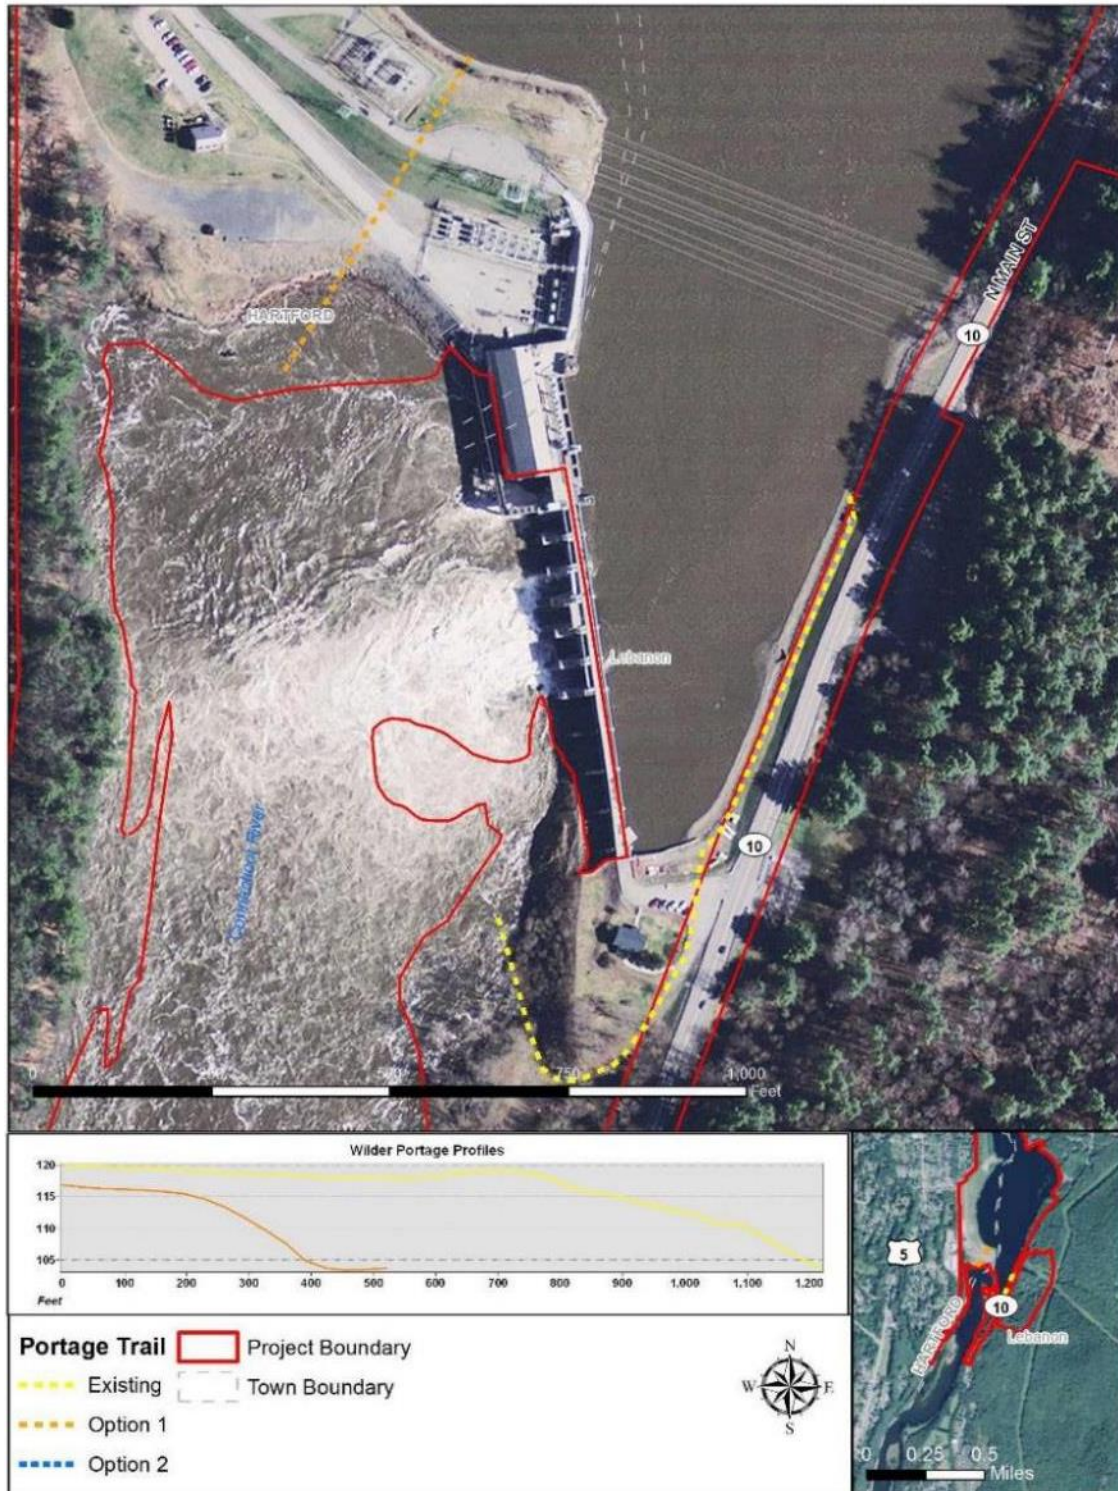 N MAIN ST
10
HARTFORD
Lebanon
10
Connecticut River
0 250 500 750 1,000
Feet
Wilder Portage Profiles
120
115
110
105
0 100 200 300 400 500 600 700 800 900 1,000 1,100 1,200
Feet
Portage Trail
Project Boundary
Existing
Town Boundary
Option 1
Option 2
N
W E
S
5
10
HARTFORD
Lebanon
0 0.25 0.5
Miles